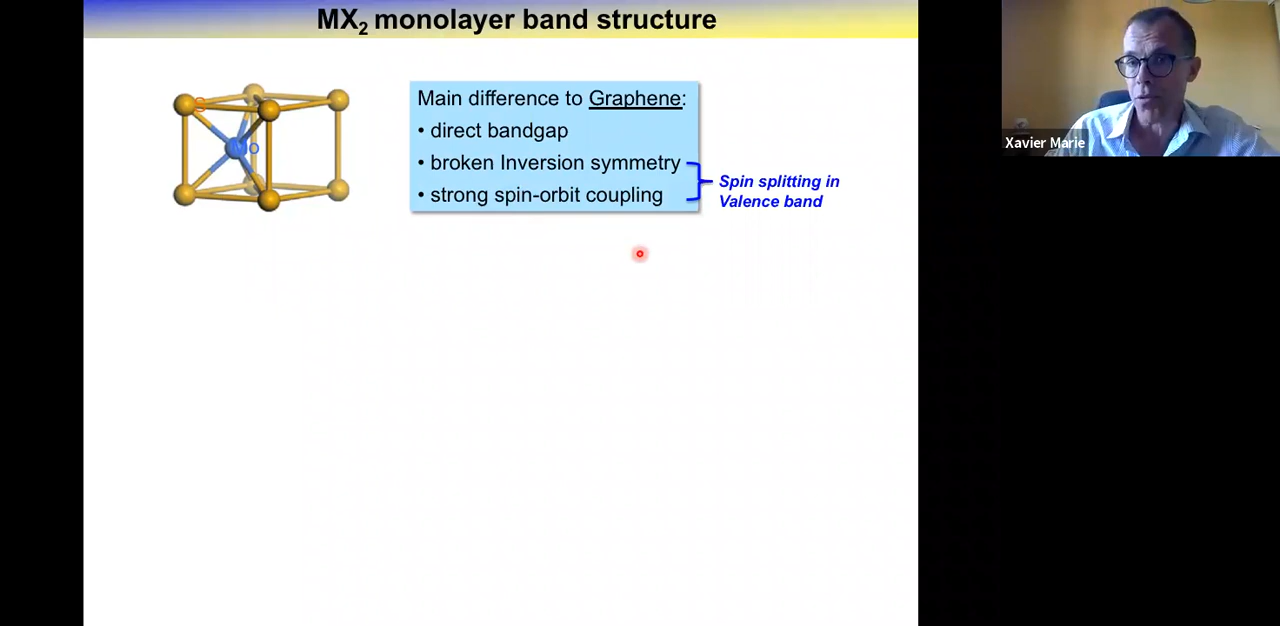 MX₂ monolayer band structure
S
Mo
Main difference to Graphene:
• direct bandgap
• broken Inversion symmetry
• strong spin-orbit coupling
Spin splitting in
Valence band
Xavier Marie